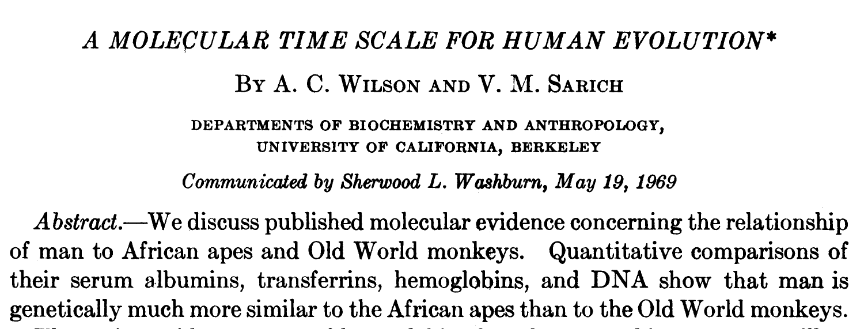 A MOLECULAR TIME SCALE FOR HUMAN EVOLUTION*
BY A. C. WILSON AND V. M. SARICH
DEPARTMENTS OF BIOCHEMISTRY AND ANTHROPOLOGY,
UNIVERSITY OF CALIFORNIA, BERKELEY
Communicated by Sherwood L. Washburn, May 19, 1969
Abstract.—We discuss published molecular evidence concerning the relationship
of man to African apes and Old World monkeys. Quantitative comparisons of
their serum albumins, transferrins, hemoglobins, and DNA show that man is
genetically much more similar to the African apes than to the Old World monkeys.